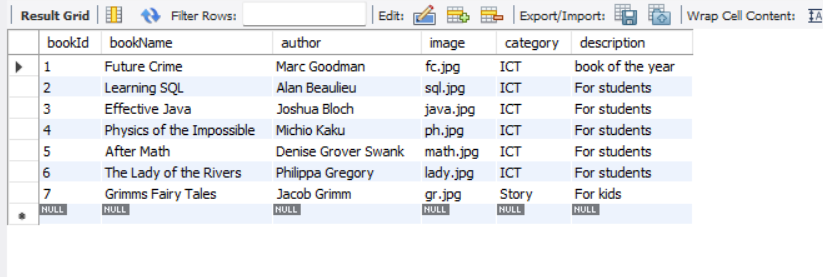 Result Grid Filter Rows: Edit: Export/Import: Wrap Cell Content: IA
bookId bookName author image category description
1 Future Crime Marc Goodman fc.jpg ICT book of the year
2 Learning SQL Alan Beaulieu sql.jpg ICT For students
3 Effective Java Joshua Bloch java.jpg ICT For students
4 Physics of the Impossible Michio Kaku ph.jpg ICT For students
5 After Math Denise Grover Swank math.jpg ICT For students
6 The Lady of the Rivers Philippa Gregory lady.jpg ICT For students
7 Grimms Fairy Tales Jacob Grimm gr.jpg Story For kids
NULL NULL NULL NULL NULL NULL